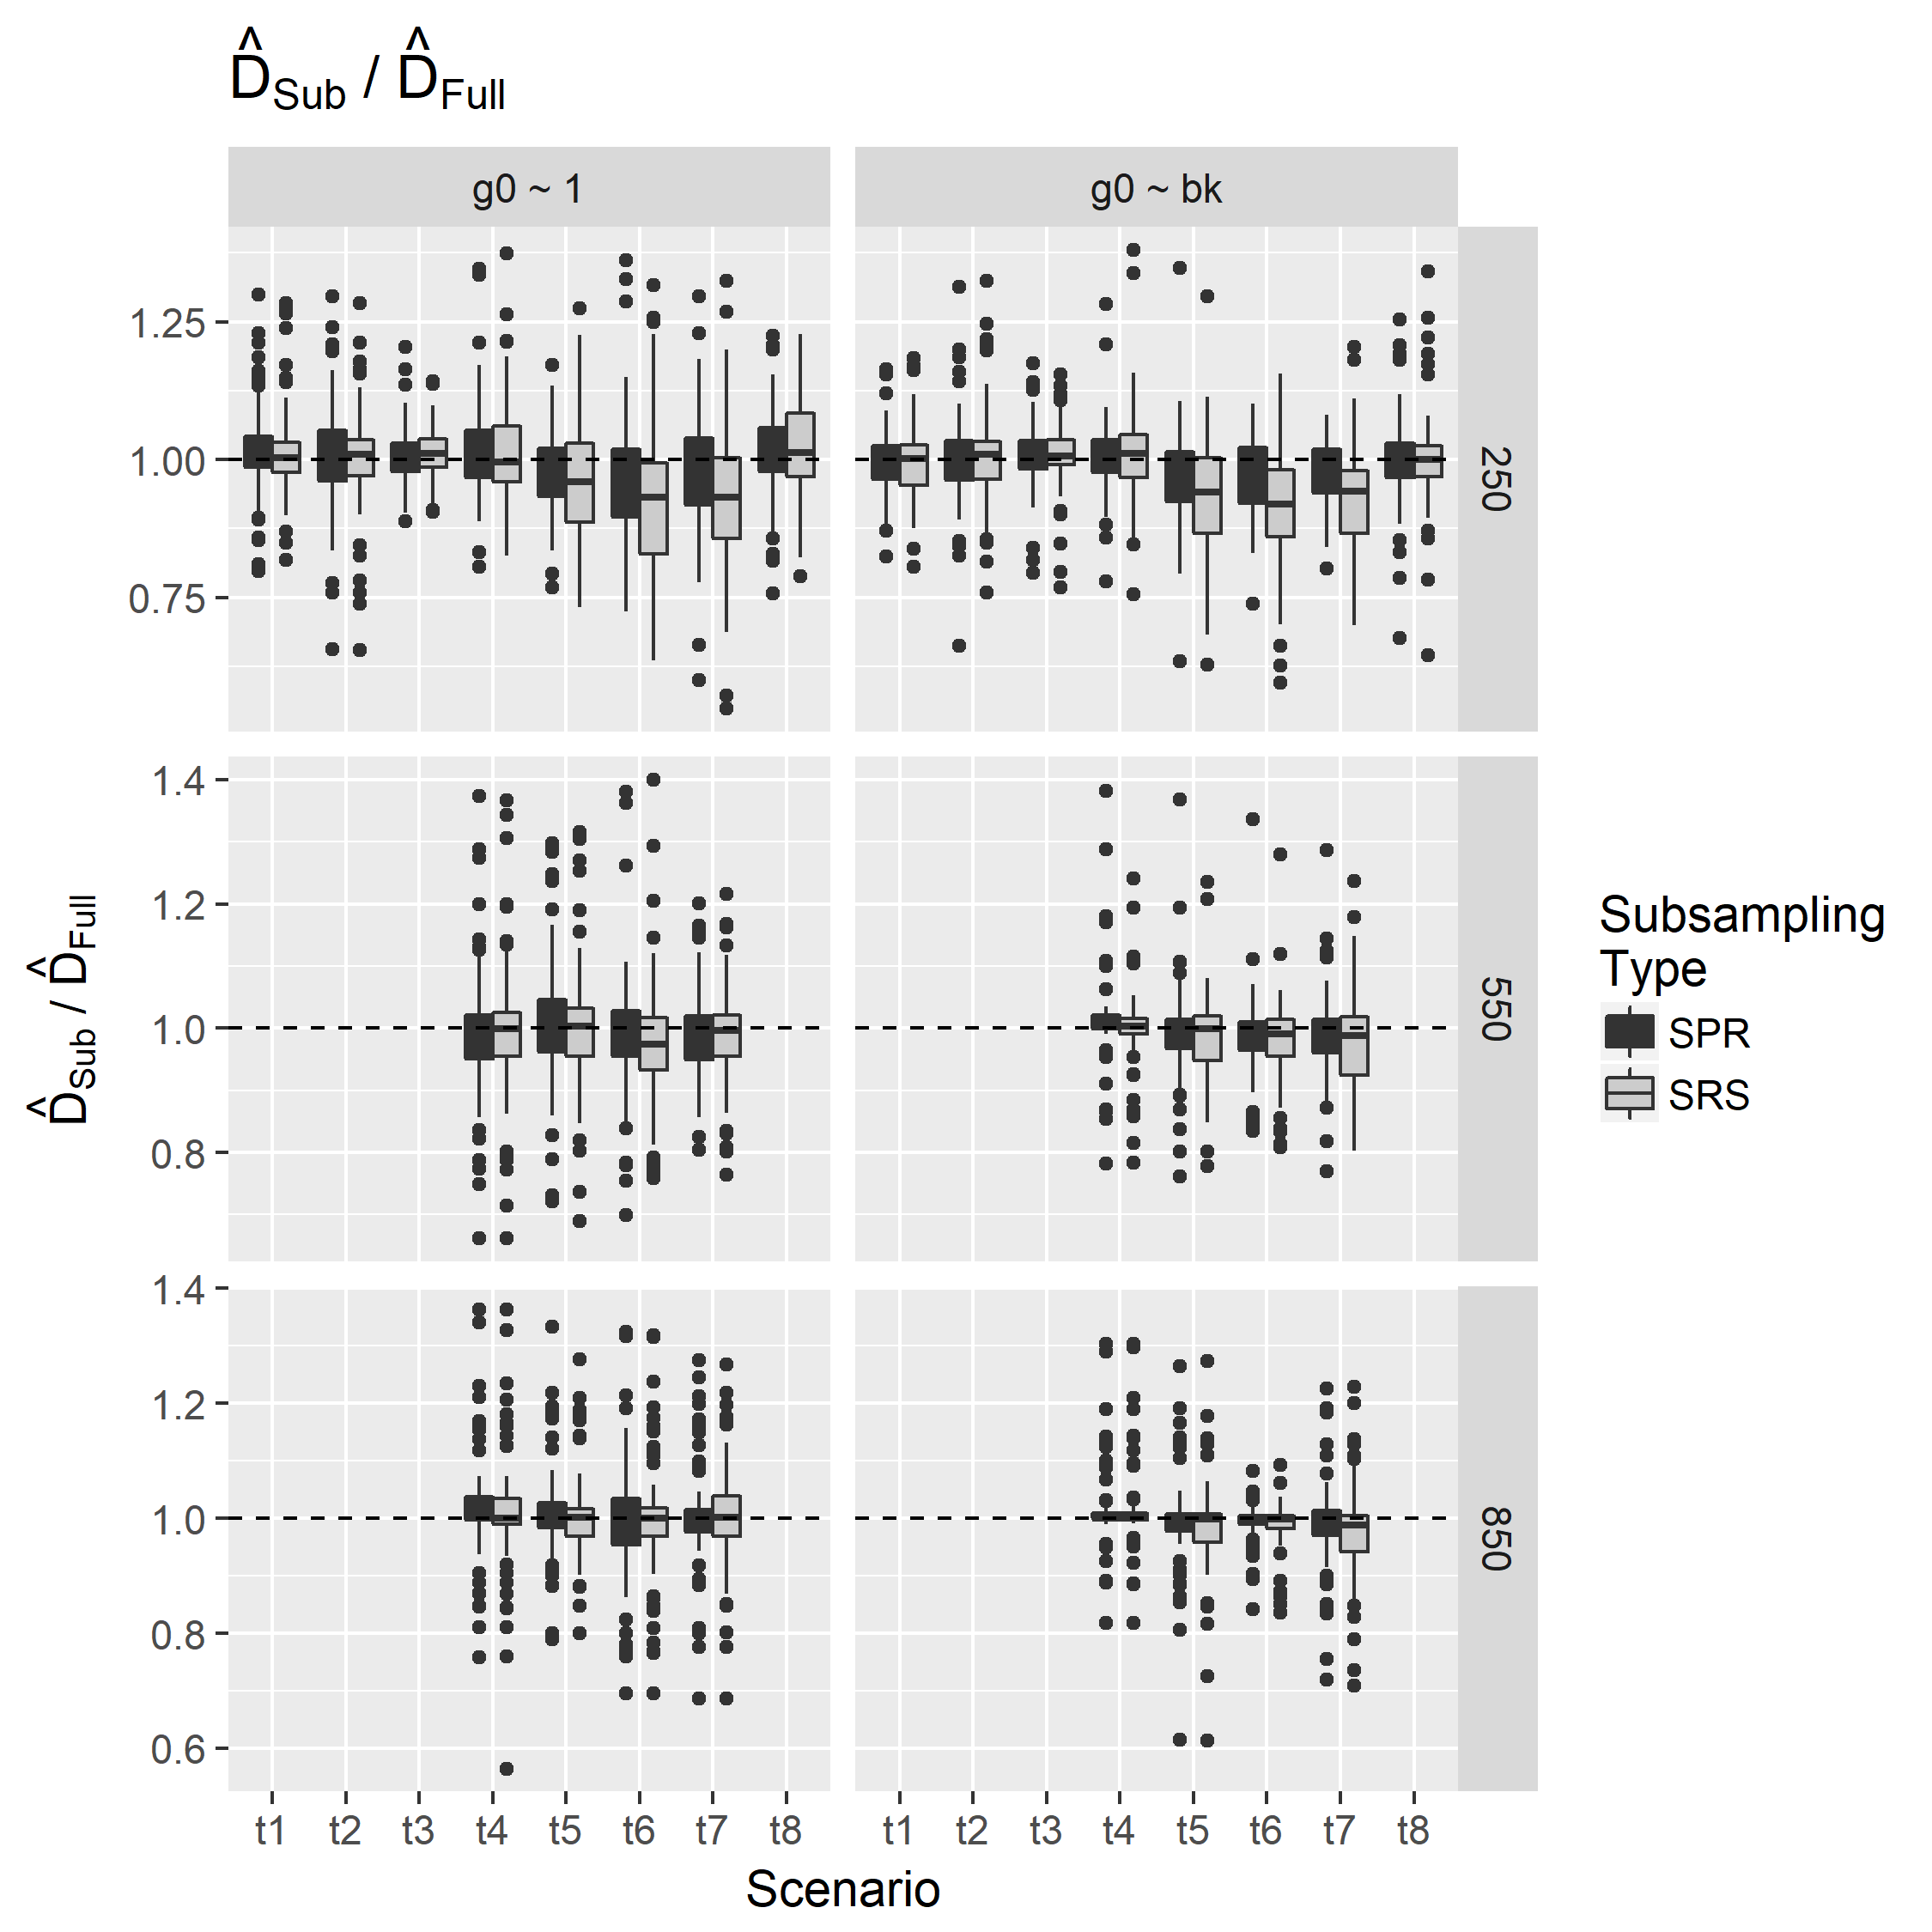 D̂Sub / D̂Full
g0 ~ 1
g0 ~ bk
1.25
1.00
0.75
250
1.4
1.2
1.0
0.8
550
1.4
1.2
1.0
0.8
0.6
850
D̂Sub / D̂Full
t1 t2 t3 t4 t5 t6 t7 t8
t1 t2 t3 t4 t5 t6 t7 t8
Scenario
Subsampling
Type
SPR
SRS